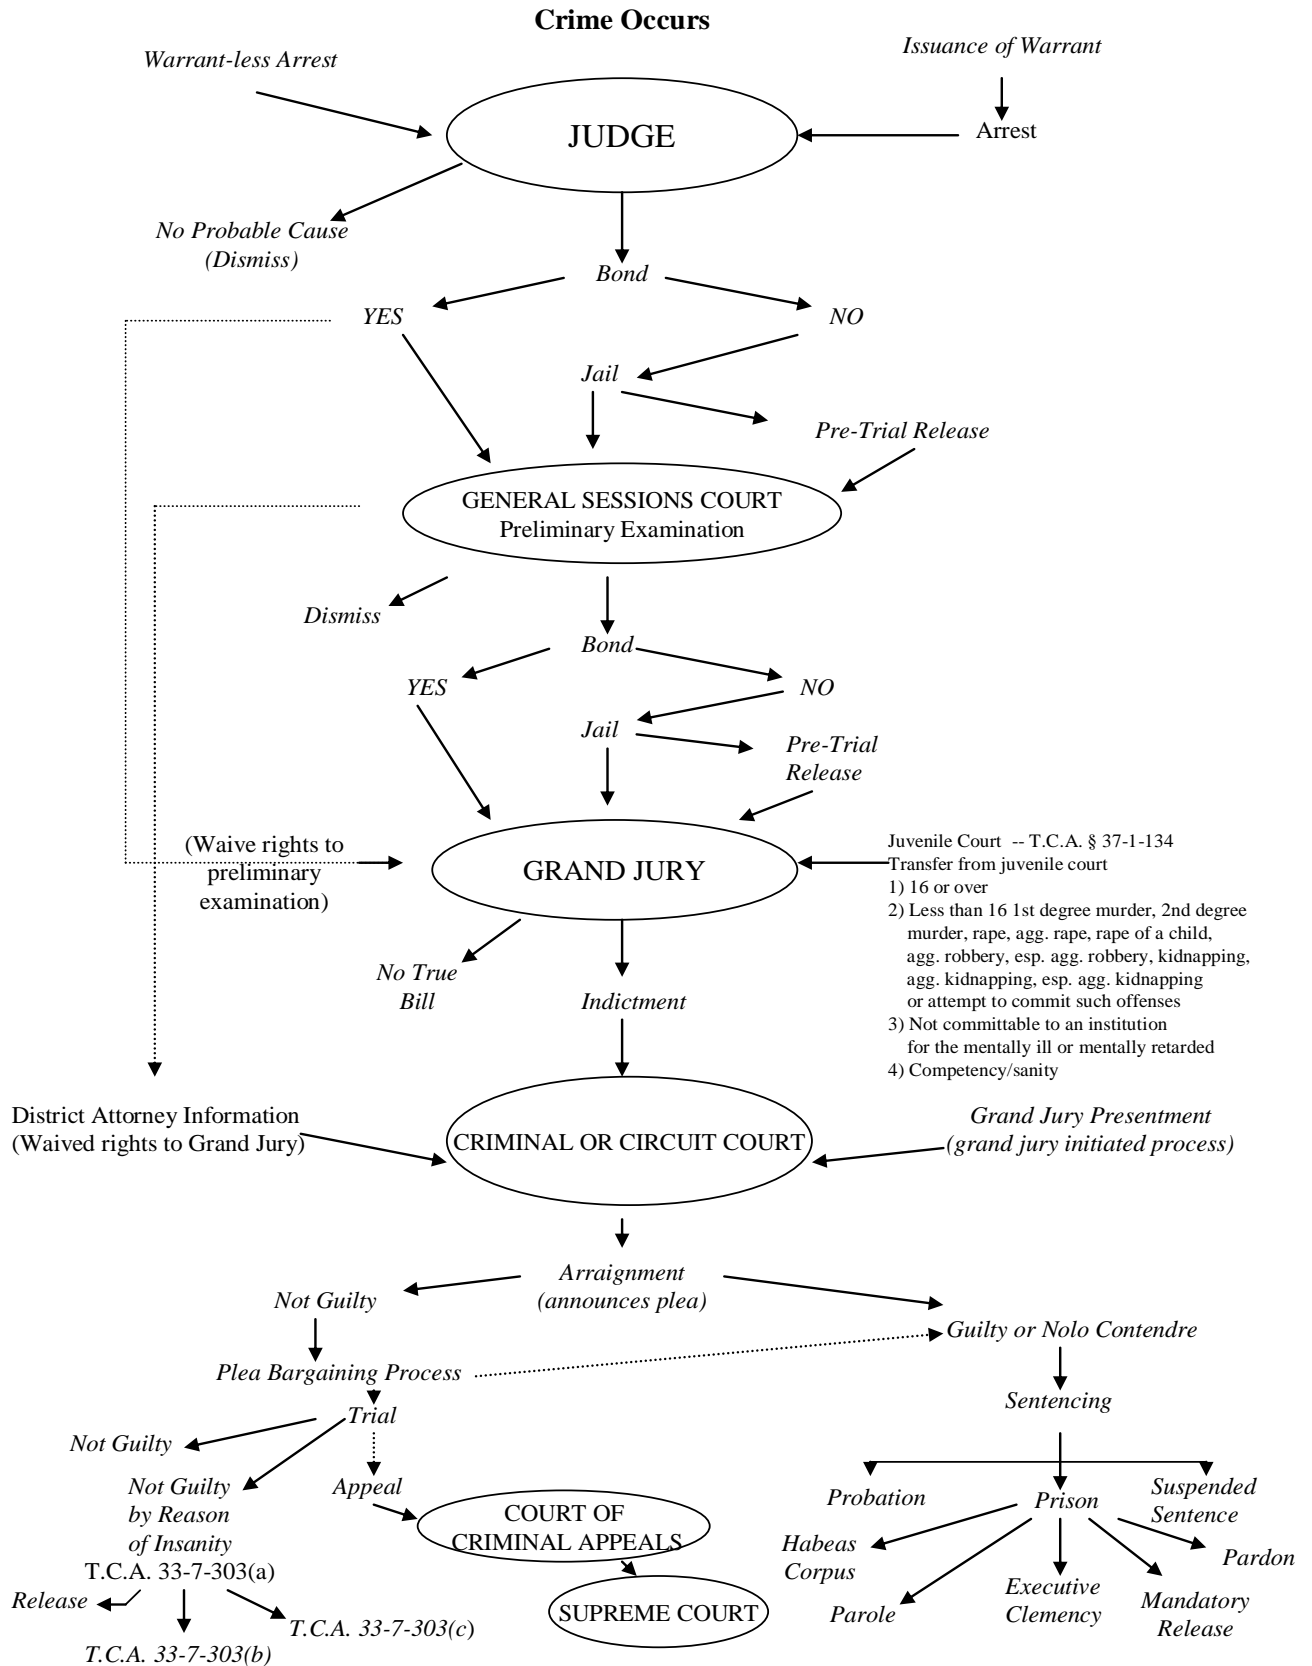 Crime Occurs
Warrant-less Arrest
Issuance of Warrant
JUDGE
Arrest
No Probable Cause
(Dismiss)
Bond
YES
NO
Jail
Pre-Trial Release
GENERAL SESSIONS COURT
Preliminary Examination
Dismiss
Bond
YES
NO
Jail
Pre-Trial
Release
(Waive rights to
preliminary
examination)
GRAND JURY
Juvenile Court -- T.C.A. § 37-1-134
Transfer from juvenile court
1) 16 or over
2) Less than 16 1st degree murder, 2nd degree
murder, rape, agg. rape, rape of a child,
agg. robbery, esp. agg. robbery, kidnapping,
agg. kidnapping, esp. agg. kidnapping
or attempt to commit such offenses
3) Not committable to an institution
for the mentally ill or mentally retarded
4) Competency/sanity
No True
Bill
Indictment
District Attorney Information
(Waived rights to Grand Jury)
CRIMINAL OR CIRCUIT COURT
Grand Jury Presentment
(grand jury initiated process)
Arraignment
(announces plea)
Not Guilty
Guilty or Nolo Contendre
Plea Bargaining Process
Trial
Sentencing
Not Guilty
Not Guilty
by Reason
of Insanity
T.C.A. 33-7-303(a)
Appeal
COURT OF
CRIMINAL APPEALS
SUPREME COURT
Release
T.C.A. 33-7-303(b)
T.C.A. 33-7-303(c)
Probation
Prison
Suspended
Sentence
Habeas
Corpus
Parole
Executive
Clemency
Mandatory
Release
Pardon